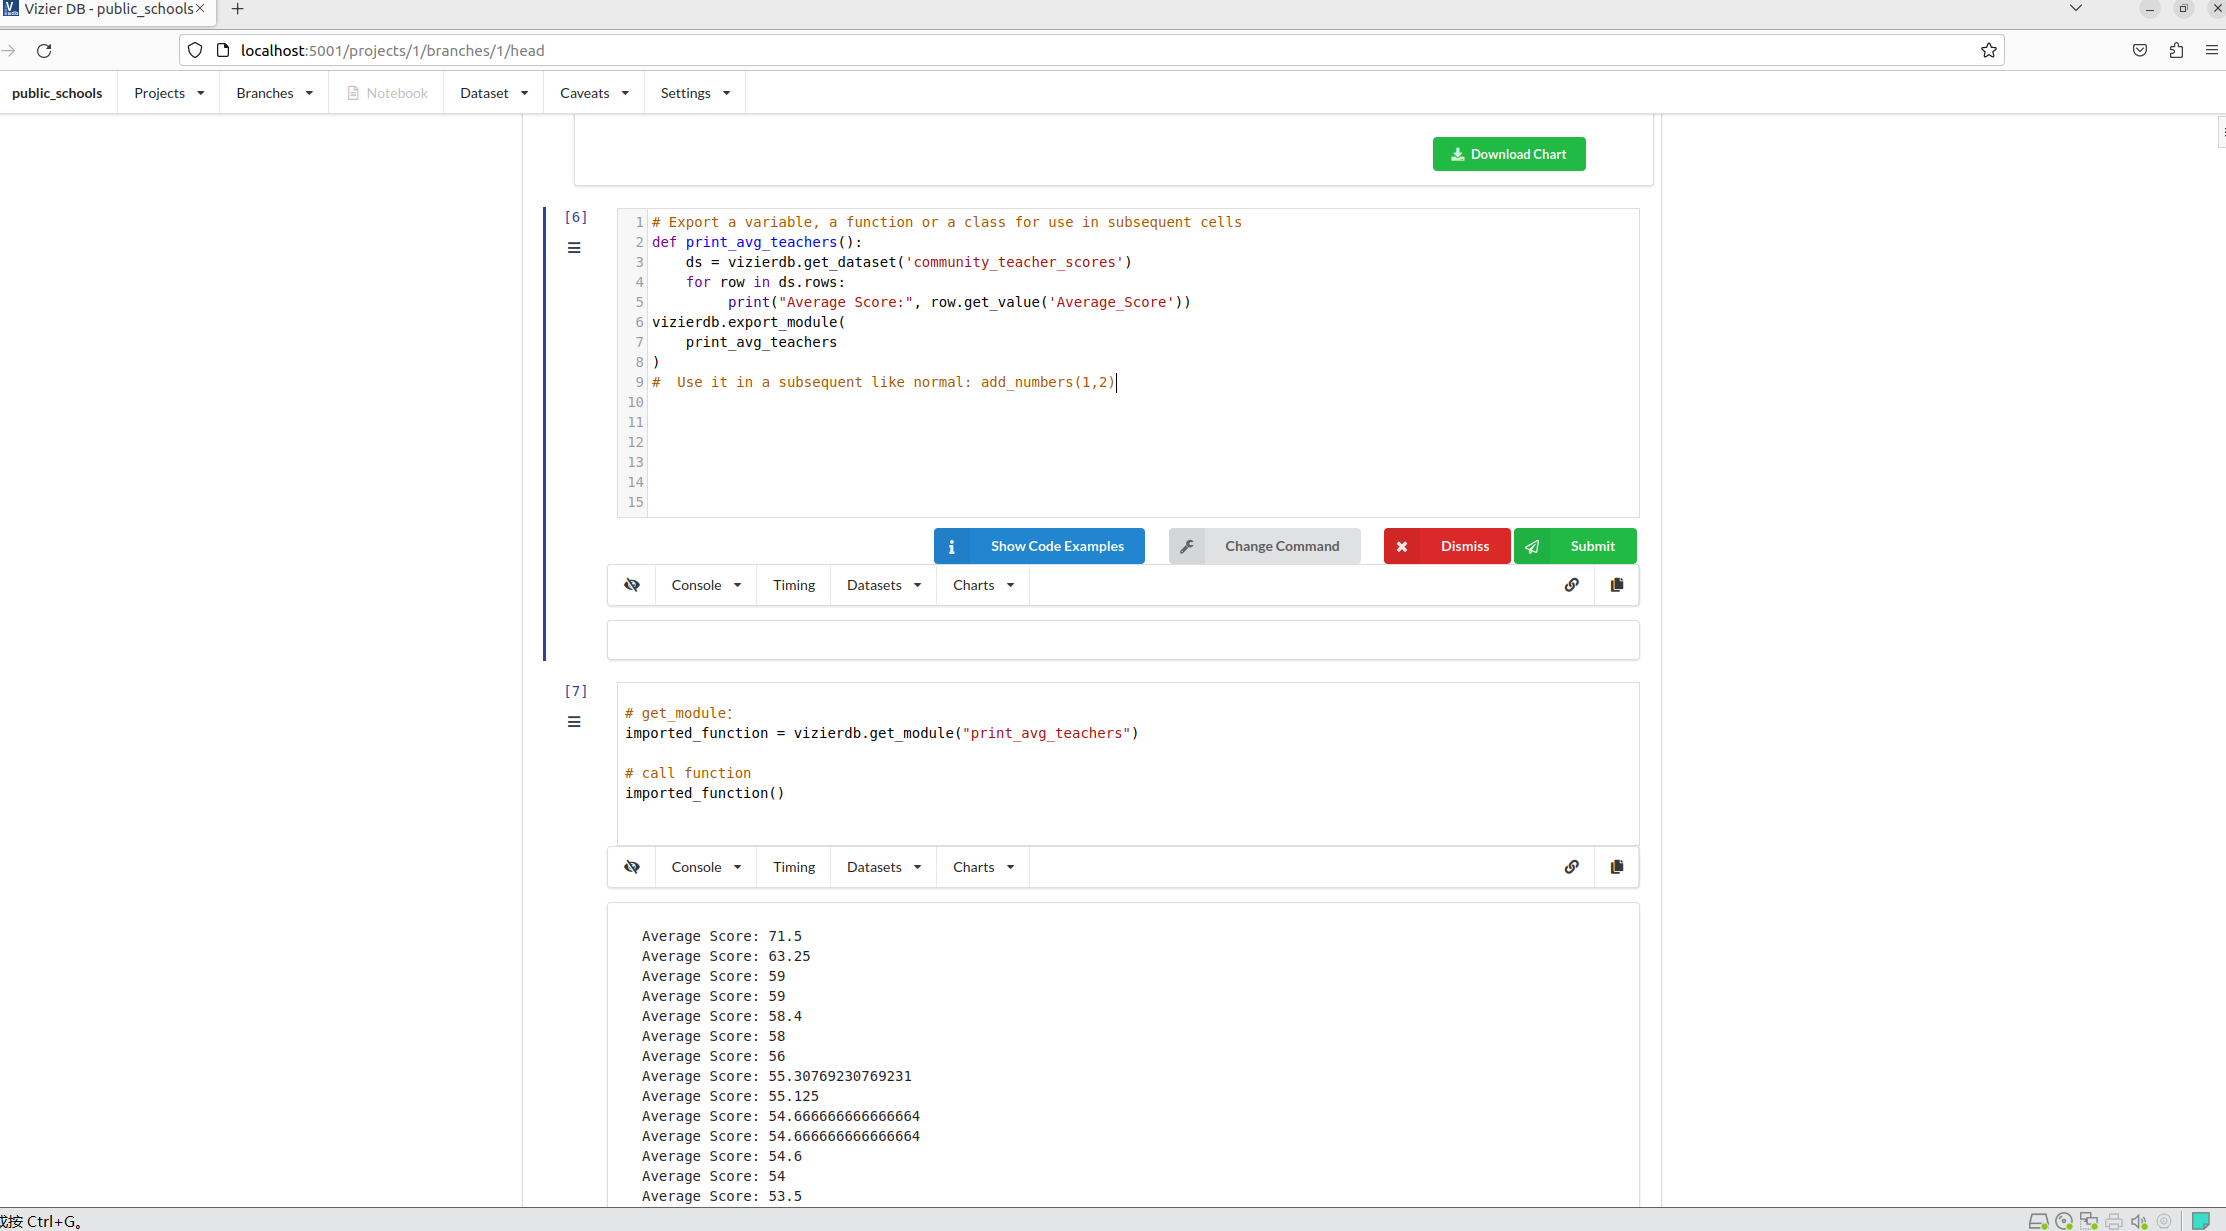 Vizier DB - public_schools
localhost:5001/projects/1/branches/1/head
public_schools Projects Branches Notebook Dataset Caveats Settings
Download Chart
[6]
1 # Export a variable, a function or a class for use in subsequent cells
2 def print_avg_teachers():
3     ds = vizierdb.get_dataset('community_teacher_scores')
4     for row in ds.rows:
5          print("Average Score:", row.get_value('Average_Score'))
6 vizierdb.export_module(
7     print_avg_teachers
8 )
9 #  Use it in a subsequent like normal: add_numbers(1,2)
10
11
12
13
14
15
Show Code Examples Change Command Dismiss Submit
Console Timing Datasets Charts
[7]
# get_module:
imported_function = vizierdb.get_module("print_avg_teachers")
# call function
imported_function()
Console Timing Datasets Charts
Average Score: 71.5
Average Score: 63.25
Average Score: 59
Average Score: 59
Average Score: 58.4
Average Score: 58
Average Score: 56
Average Score: 55.30769230769231
Average Score: 55.125
Average Score: 54.666666666666664
Average Score: 54.666666666666664
Average Score: 54.6
Average Score: 54
Average Score: 53.5
或按 Ctrl+G。